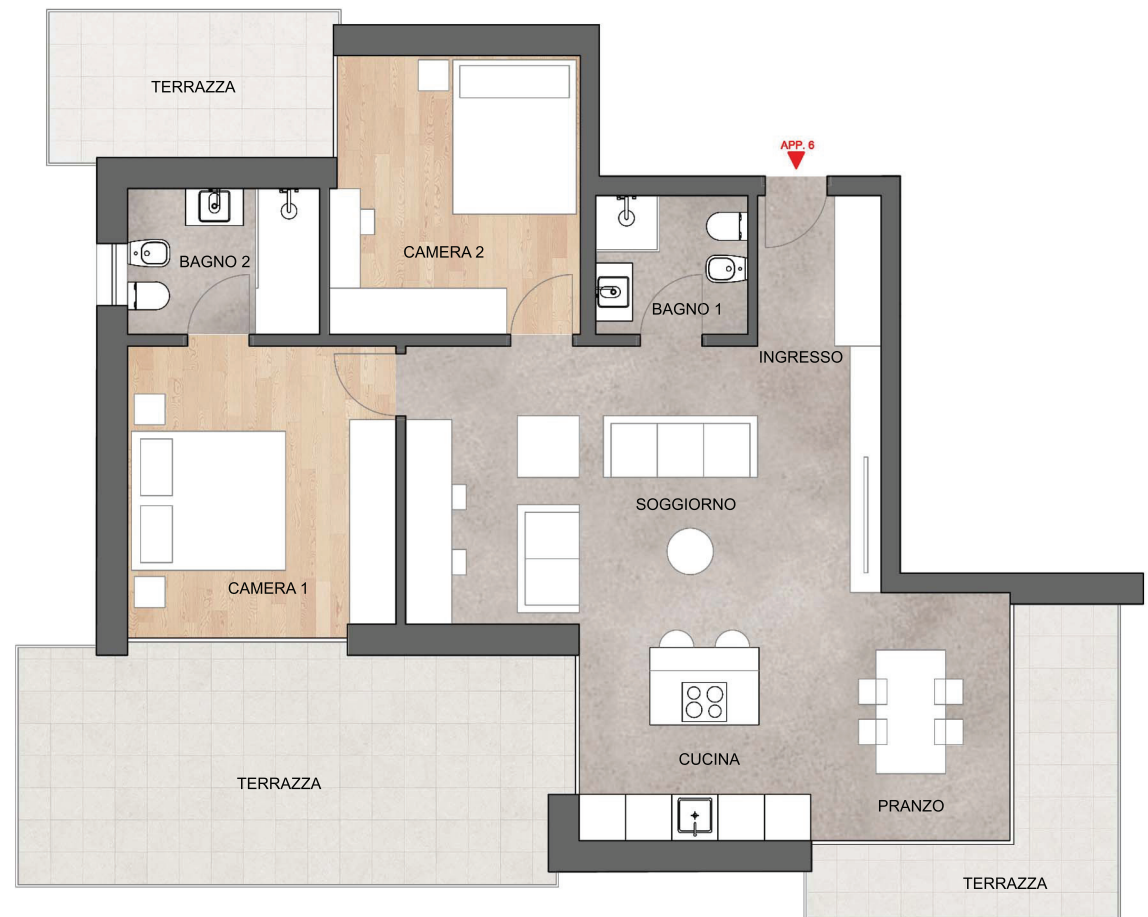 TERRAZZA
APP. 6
CAMERA 2
BAGNO 2
BAGNO 1
INGRESSO
SOGGIORNO
CAMERA 1
CUCINA
TERRAZZA
PRANZO
TERRAZZA